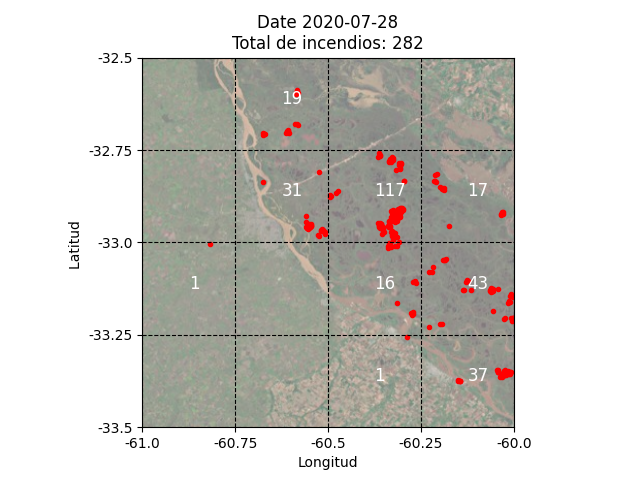 Date 2020-07-28
Total de incendios: 282
-32.5
19
-32.75
31 117 17
Latitud
-33.0
1 16 43
-33.25
1 37
-33.5
-61.0 -60.75 -60.5 -60.25 -60.0
Longitud